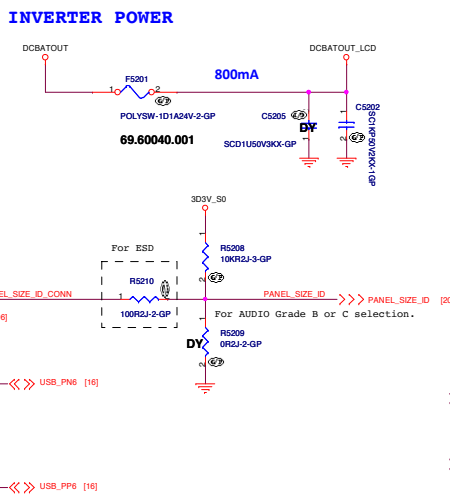 INVERTER POWER
DCBATOUT
DCBATOUT_LCD
F5201
800mA
1
2
POLYSW-1D1A24V-2-GP
69.60040.001
C5205
DY
1
SCD1U50V3KX-GP
C5202
1
2
SC1KP50V2KX-1GP
3D3V_S0
1
For ESD
R5208
10KR2J-3-GP
2
R5210
EL_SIZE_ID_CONN
1
100R2J-2-GP
PANEL_SIZE_ID
PANEL_SIZE_ID [20
6]
For AUDIO Grade B or C selection.
1
R5209
DY
0R2J-2-GP
2
USB_PN6 [16]
USB_PP6 [16]